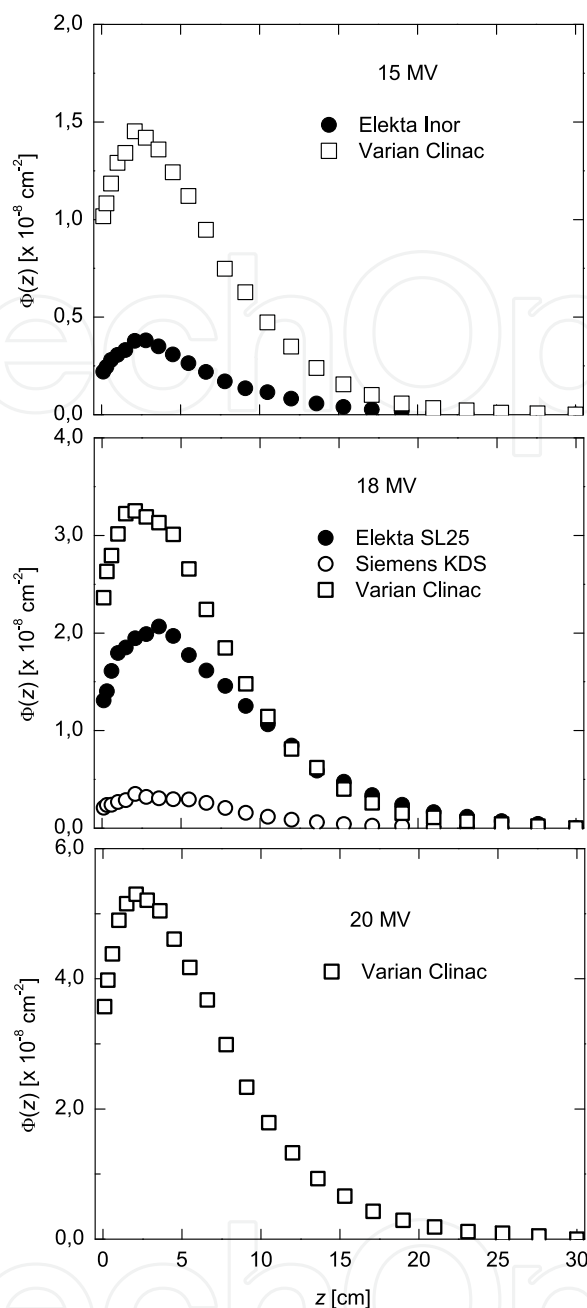 2,0
15 MV
Elekta Inor
Varian Clinac
1,5
1,0
0,5
0,0
Φ(z) [x 10⁻⁸ cm⁻²]
4,0
18 MV
Elekta SL25
Siemens KDS
Varian Clinac
3,0
2,0
1,0
0,0
Φ(z) [x 10⁻⁸ cm⁻²]
6,0
20 MV
Varian Clinac
4,0
2,0
0,0
Φ(z) [x 10⁻⁸ cm⁻²]
0 5 10 15 20 25 30
z [cm]